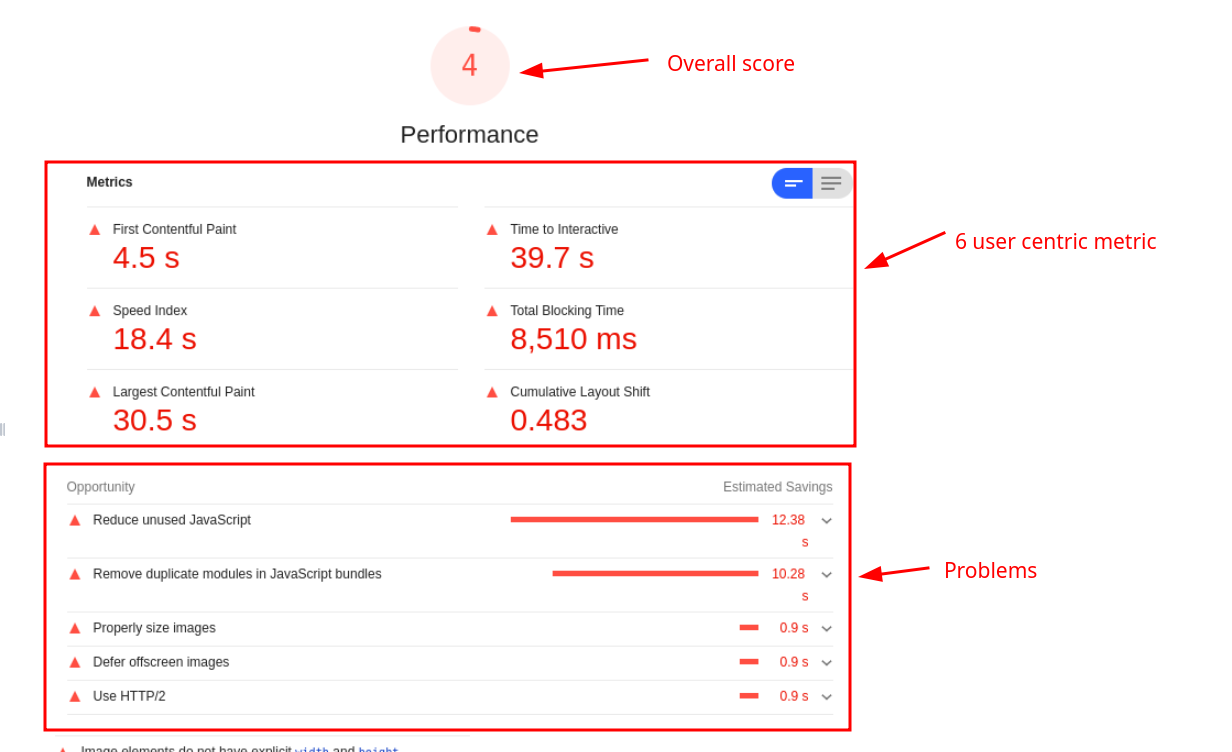 4
Overall score
Performance
Metrics
First Contentful Paint
4.5 s
Time to Interactive
39.7 s
6 user centric metric
Speed Index
18.4 s
Total Blocking Time
8,510 ms
Largest Contentful Paint
30.5 s
Cumulative Layout Shift
0.483
Opportunity
Estimated Savings
Reduce unused JavaScript
12.38
s
Remove duplicate modules in JavaScript bundles
10.28
s
Problems
Properly size images
0.9 s
Defer offscreen images
0.9 s
Use HTTP/2
0.9 s
Image elements do not have explicit width and height